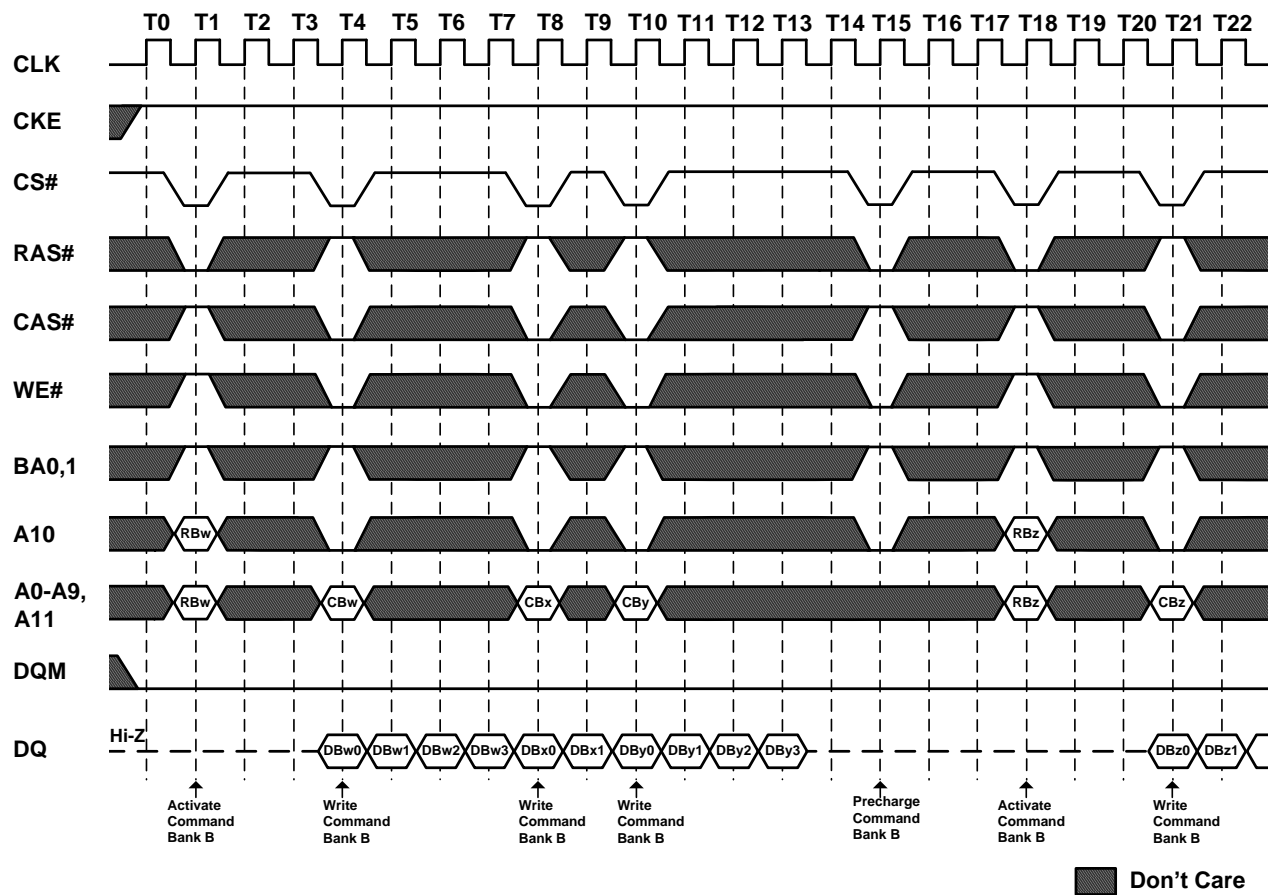 T0 T1 T2 T3 T4 T5 T6 T7 T8 T9 T10 T11 T12 T13 T14 T15 T16 T17 T18 T19 T20 T21 T22
CLK
CKE
CS#
RAS#
CAS#
WE#
BA0,1
A10 RBw RBz
A0-A9,
A11
RBw CBw CBx CBy RBz CBz
DQM
DQ Hi-Z DBw0 DBw1 DBw2 DBw3 DBx0 DBx1 DBy0 DBy1 DBy2 DBy3 DBz0 DBz1
Activate
Command
Bank B
Write
Command
Bank B
Write
Command
Bank B
Write
Command
Bank B
Precharge
Command
Bank B
Activate
Command
Bank B
Write
Command
Bank B
Don't Care